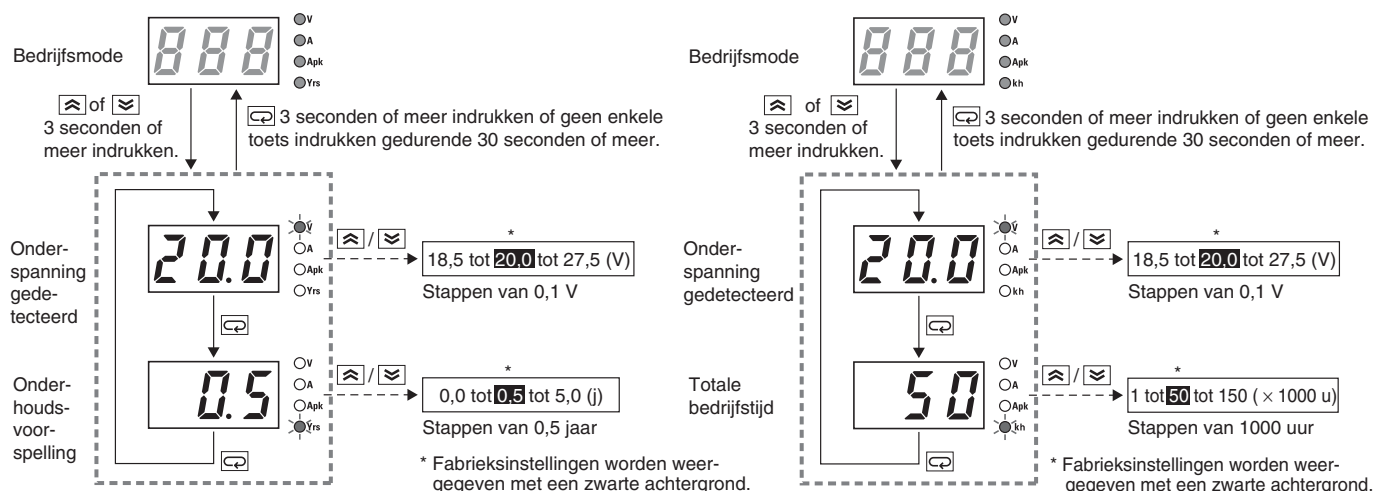 Bedrijfsmode
888
V
A
Apk
Yrs
of
3 seconden of
meer indrukken.
3 seconden of meer indrukken of geen enkele
toets indrukken gedurende 30 seconden of meer.
Onder-
spanning
gede-
tecteerd
20.0
V
A
Apk
Yrs
/
*
18,5 tot 20,0 tot 27,5 (V)
Stappen van 0,1 V
Onder-
houds-
voor-
spelling
0.5
V
A
Apk
Yrs
/
*
0,0 tot 0,5 tot 5,0 (j)
Stappen van 0,5 jaar
* Fabrieksinstellingen worden weer-
gegeven met een zwarte achtergrond.
Bedrijfsmode
888
V
A
Apk
kh
of
3 seconden of
meer indrukken.
3 seconden of meer indrukken of geen enkele
toets indrukken gedurende 30 seconden of meer.
Onder-
spanning
gedetecteerd
20.0
V
A
Apk
kh
/
*
18,5 tot 20,0 tot 27,5 (V)
Stappen van 0,1 V
Totale
bedrijfstijd
50
V
A
Apk
kh
/
*
1 tot 50 tot 150 ( × 1000 u)
Stappen van 1000 uur
* Fabrieksinstellingen worden weer-
gegeven met een zwarte achtergrond.